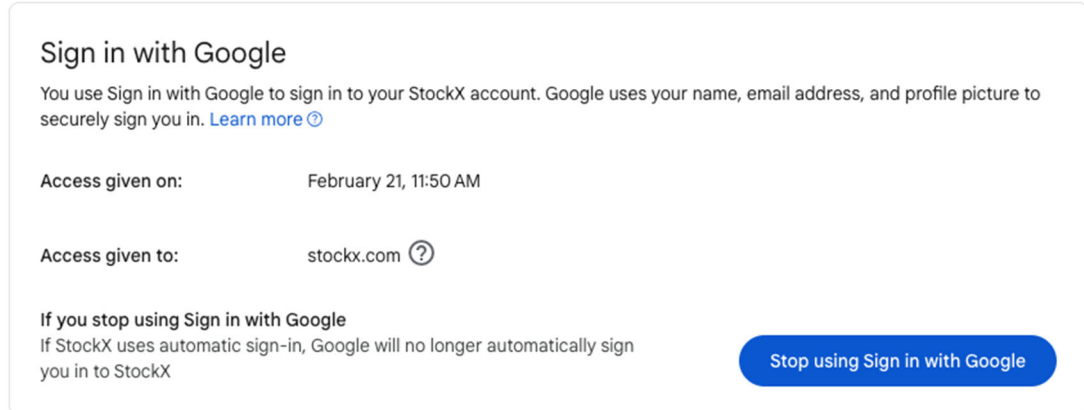 Sign in with Google
You use Sign in with Google to sign in to your StockX account. Google uses your name, email address, and profile picture to
securely sign you in. Learn more
Access given on: February 21, 11:50 AM
Access given to: stockx.com
If you stop using Sign in with Google
If StockX uses automatic sign-in, Google will no longer automatically sign
you in to StockX
Stop using Sign in with Google